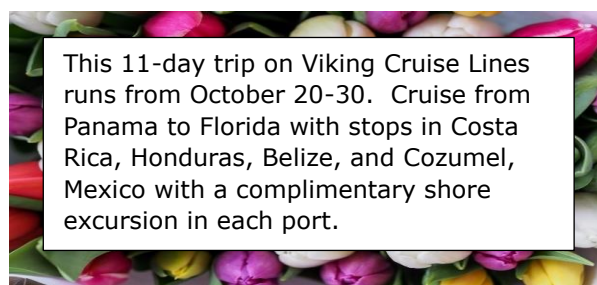 This 11-day trip on Viking Cruise Lines
runs from October 20-30.  Cruise from
Panama to Florida with stops in Costa
Rica, Honduras, Belize, and Cozumel,
Mexico with a complimentary shore
excursion in each port.